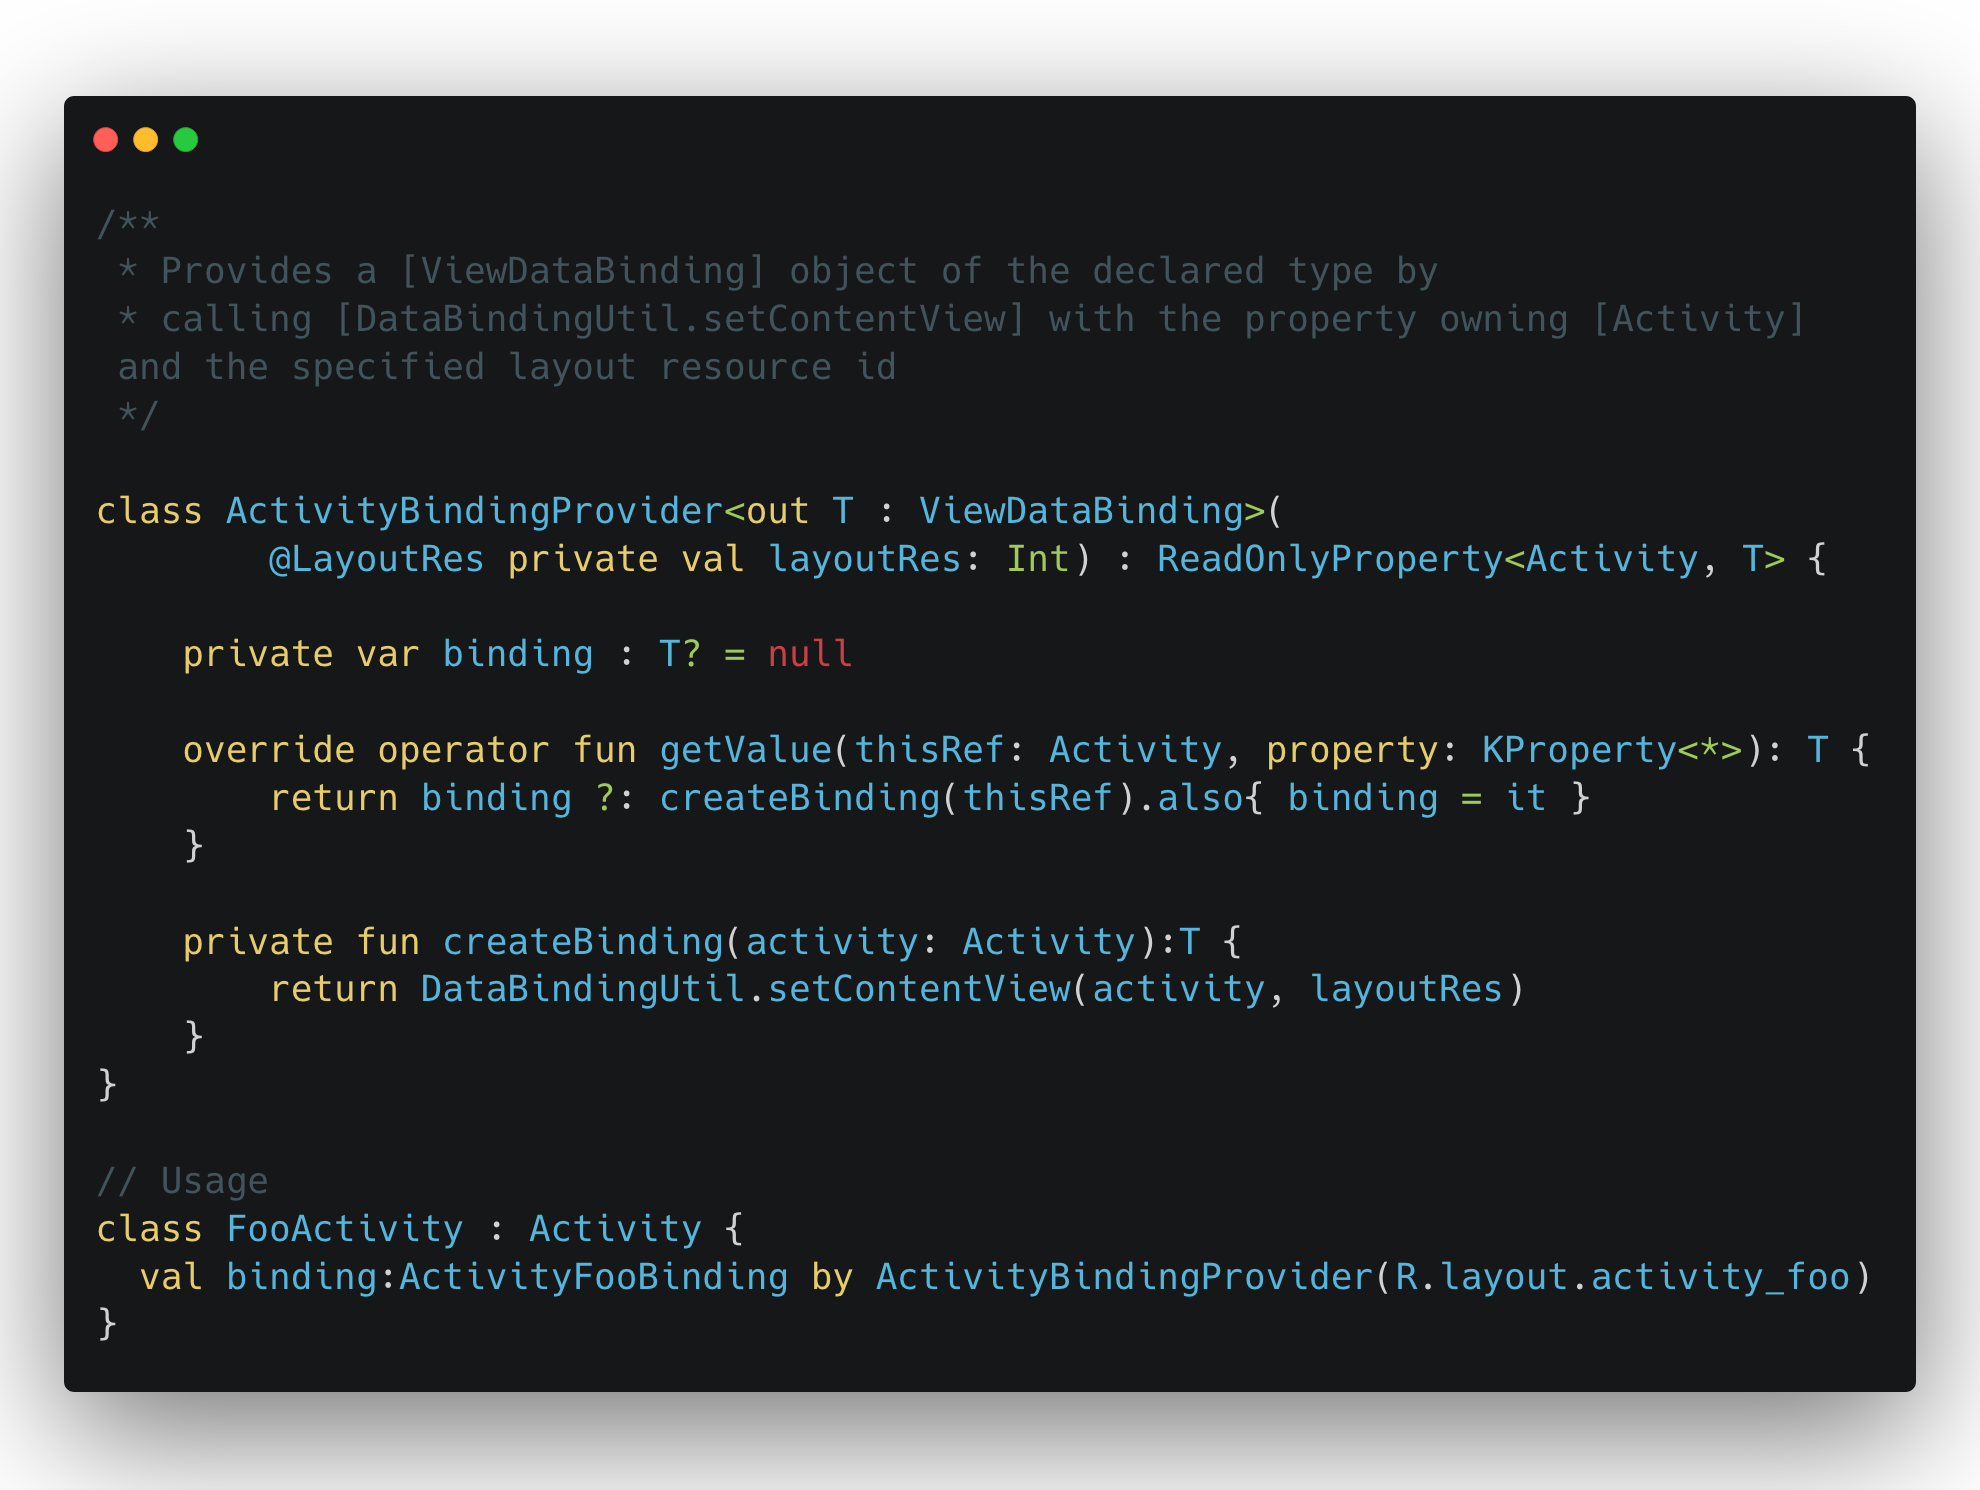 /**
 * Provides a [ViewDataBinding] object of the declared type by
 * calling [DataBindingUtil.setContentView] with the property owning [Activity]
 and the specified layout resource id
 */

class ActivityBindingProvider<out T : ViewDataBinding>(
        @LayoutRes private val layoutRes: Int) : ReadOnlyProperty<Activity, T> {

    private var binding : T? = null

    override operator fun getValue(thisRef: Activity, property: KProperty<*>): T {
        return binding ?: createBinding(thisRef).also{ binding = it }
    }

    private fun createBinding(activity: Activity):T {
        return DataBindingUtil.setContentView(activity, layoutRes)
    }
}

// Usage
class FooActivity : Activity {
  val binding:ActivityFooBinding by ActivityBindingProvider(R.layout.activity_foo)
}